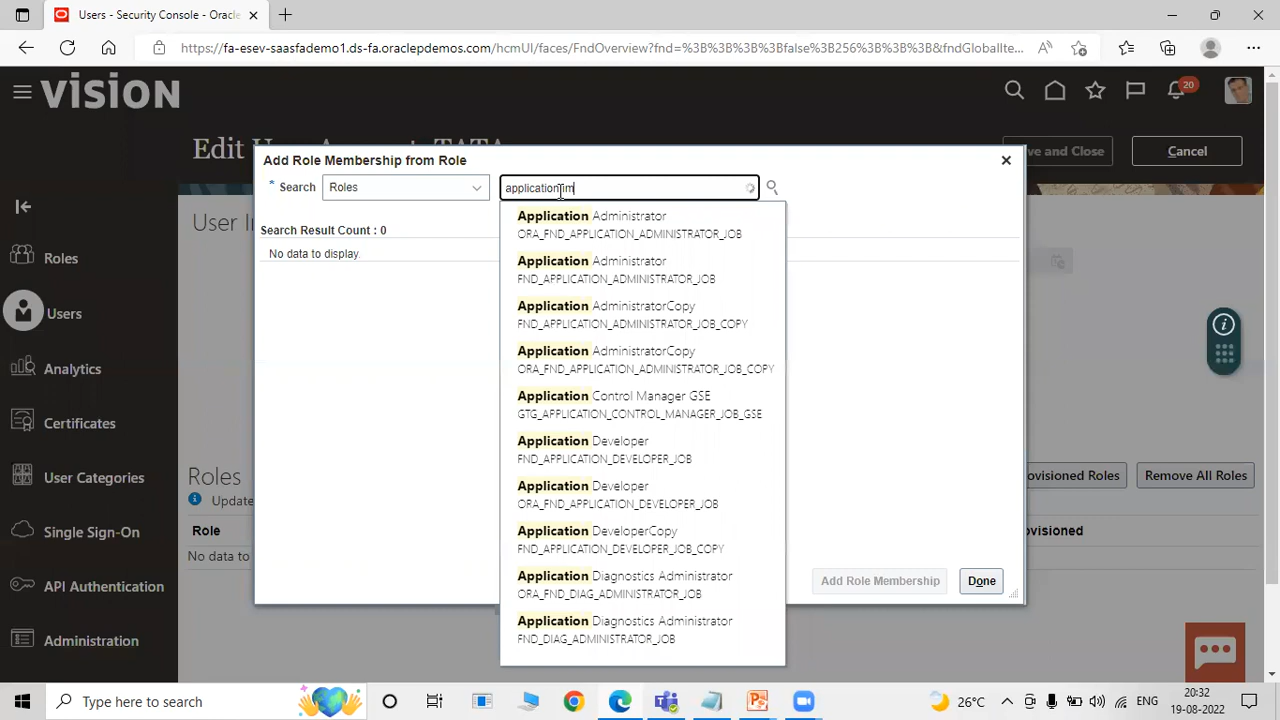 Users - Security Console - Oracle
https://fa-esev-saasfademo1.ds-fa.oraclepdemos.com/hcmUI/faces/FndOverview?fnd=%3B%3B%3B%3Bfalse%3B256%3B%3B%3B&fndGlobalIte...
vision
20
Edit
Cancel
Add Role Membership from Role
* Search Roles
application im
Application Administrator
ORA_FND_APPLICATION_ADMINISTRATOR_JOB
Application Administrator
FND_APPLICATION_ADMINISTRATOR_JOB
Application AdministratorCopy
FND_APPLICATION_ADMINISTRATOR_JOB_COPY
Application AdministratorCopy
ORA_FND_APPLICATION_ADMINISTRATOR_JOB_COPY
Application Control Manager GSE
GTG_APPLICATION_CONTROL_MANAGER_JOB_GSE
Application Developer
FND_APPLICATION_DEVELOPER_JOB
Application Developer
ORA_FND_APPLICATION_DEVELOPER_JOB
Application DeveloperCopy
FND_APPLICATION_DEVELOPER_JOB_COPY
Application Diagnostics Administrator
ORA_FND_DIAG_ADMINISTRATOR_JOB
Application Diagnostics Administrator
FND_DIAG_ADMINISTRATOR_JOB
Search Result Count : 0
No data to display.
Add Role Membership
Done
User
Roles
Users
Analytics
Certificates
User Categories
Single Sign-On
API Authentication
Administration
and Close
Roles
Remove All Roles
Roles
Role
No data to
Type here to search
26°C
ENG
20:32
19-08-2022